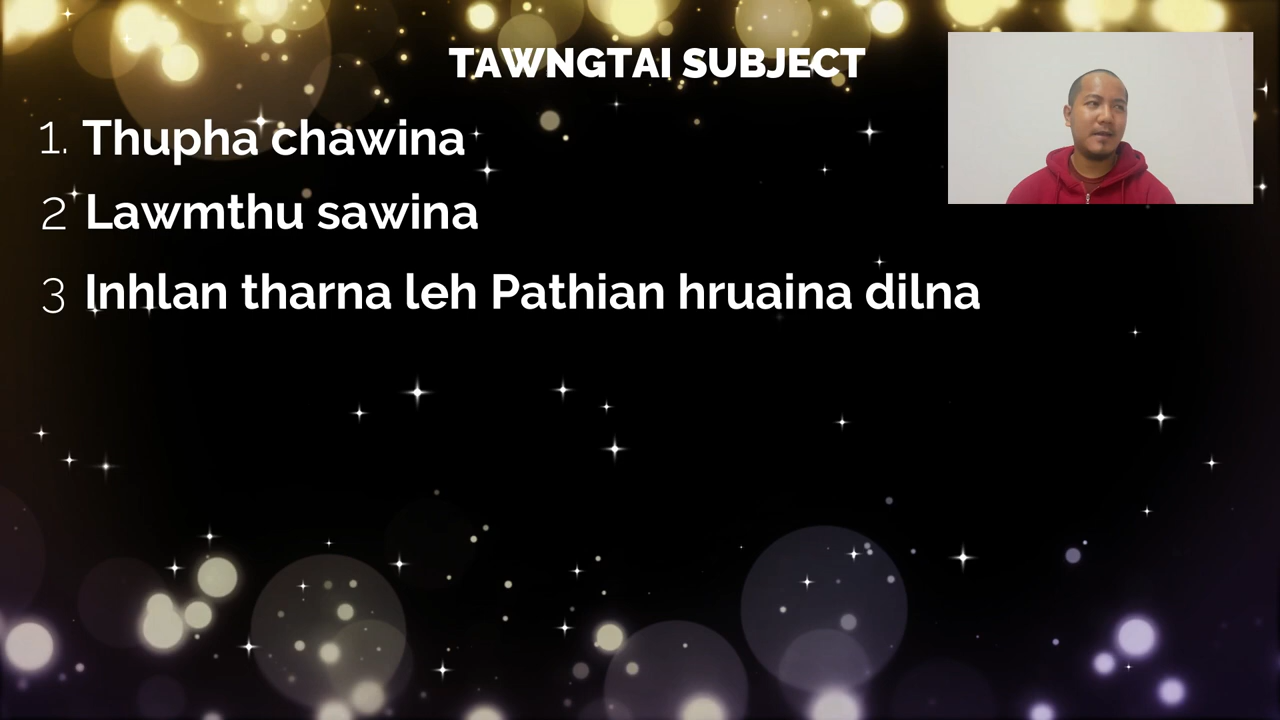 TAWNGTAI SUBJECT
1. Thupha chawina
2 Lawmthu sawina
3 Inhlan tharna leh Pathian hruaina dilna